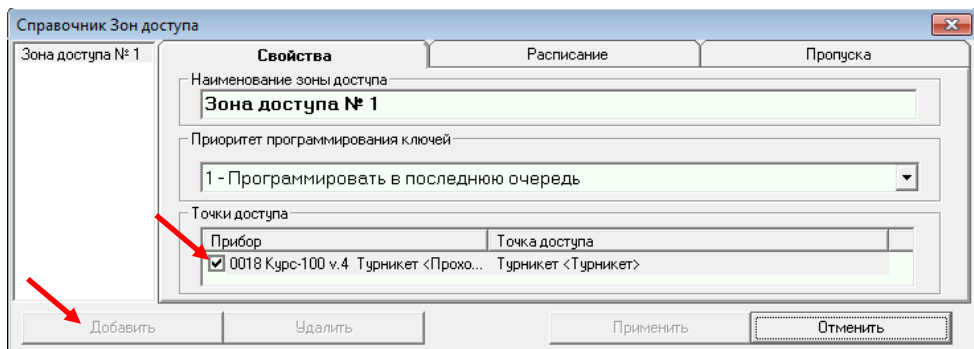 Справочник Зон доступа
Зона доступа № 1
Свойства
Расписание
Пропуска
Наименование зоны доступа
Зона доступа № 1
Приоритет программирования ключей
1 - Программировать в последнюю очередь
Точки доступа
Прибор
Точка доступа
0018 Курс-100 v.4 Турникет <Прохо... Турникет <Турникет>
Добавить
Удалить
Применить
Отменить